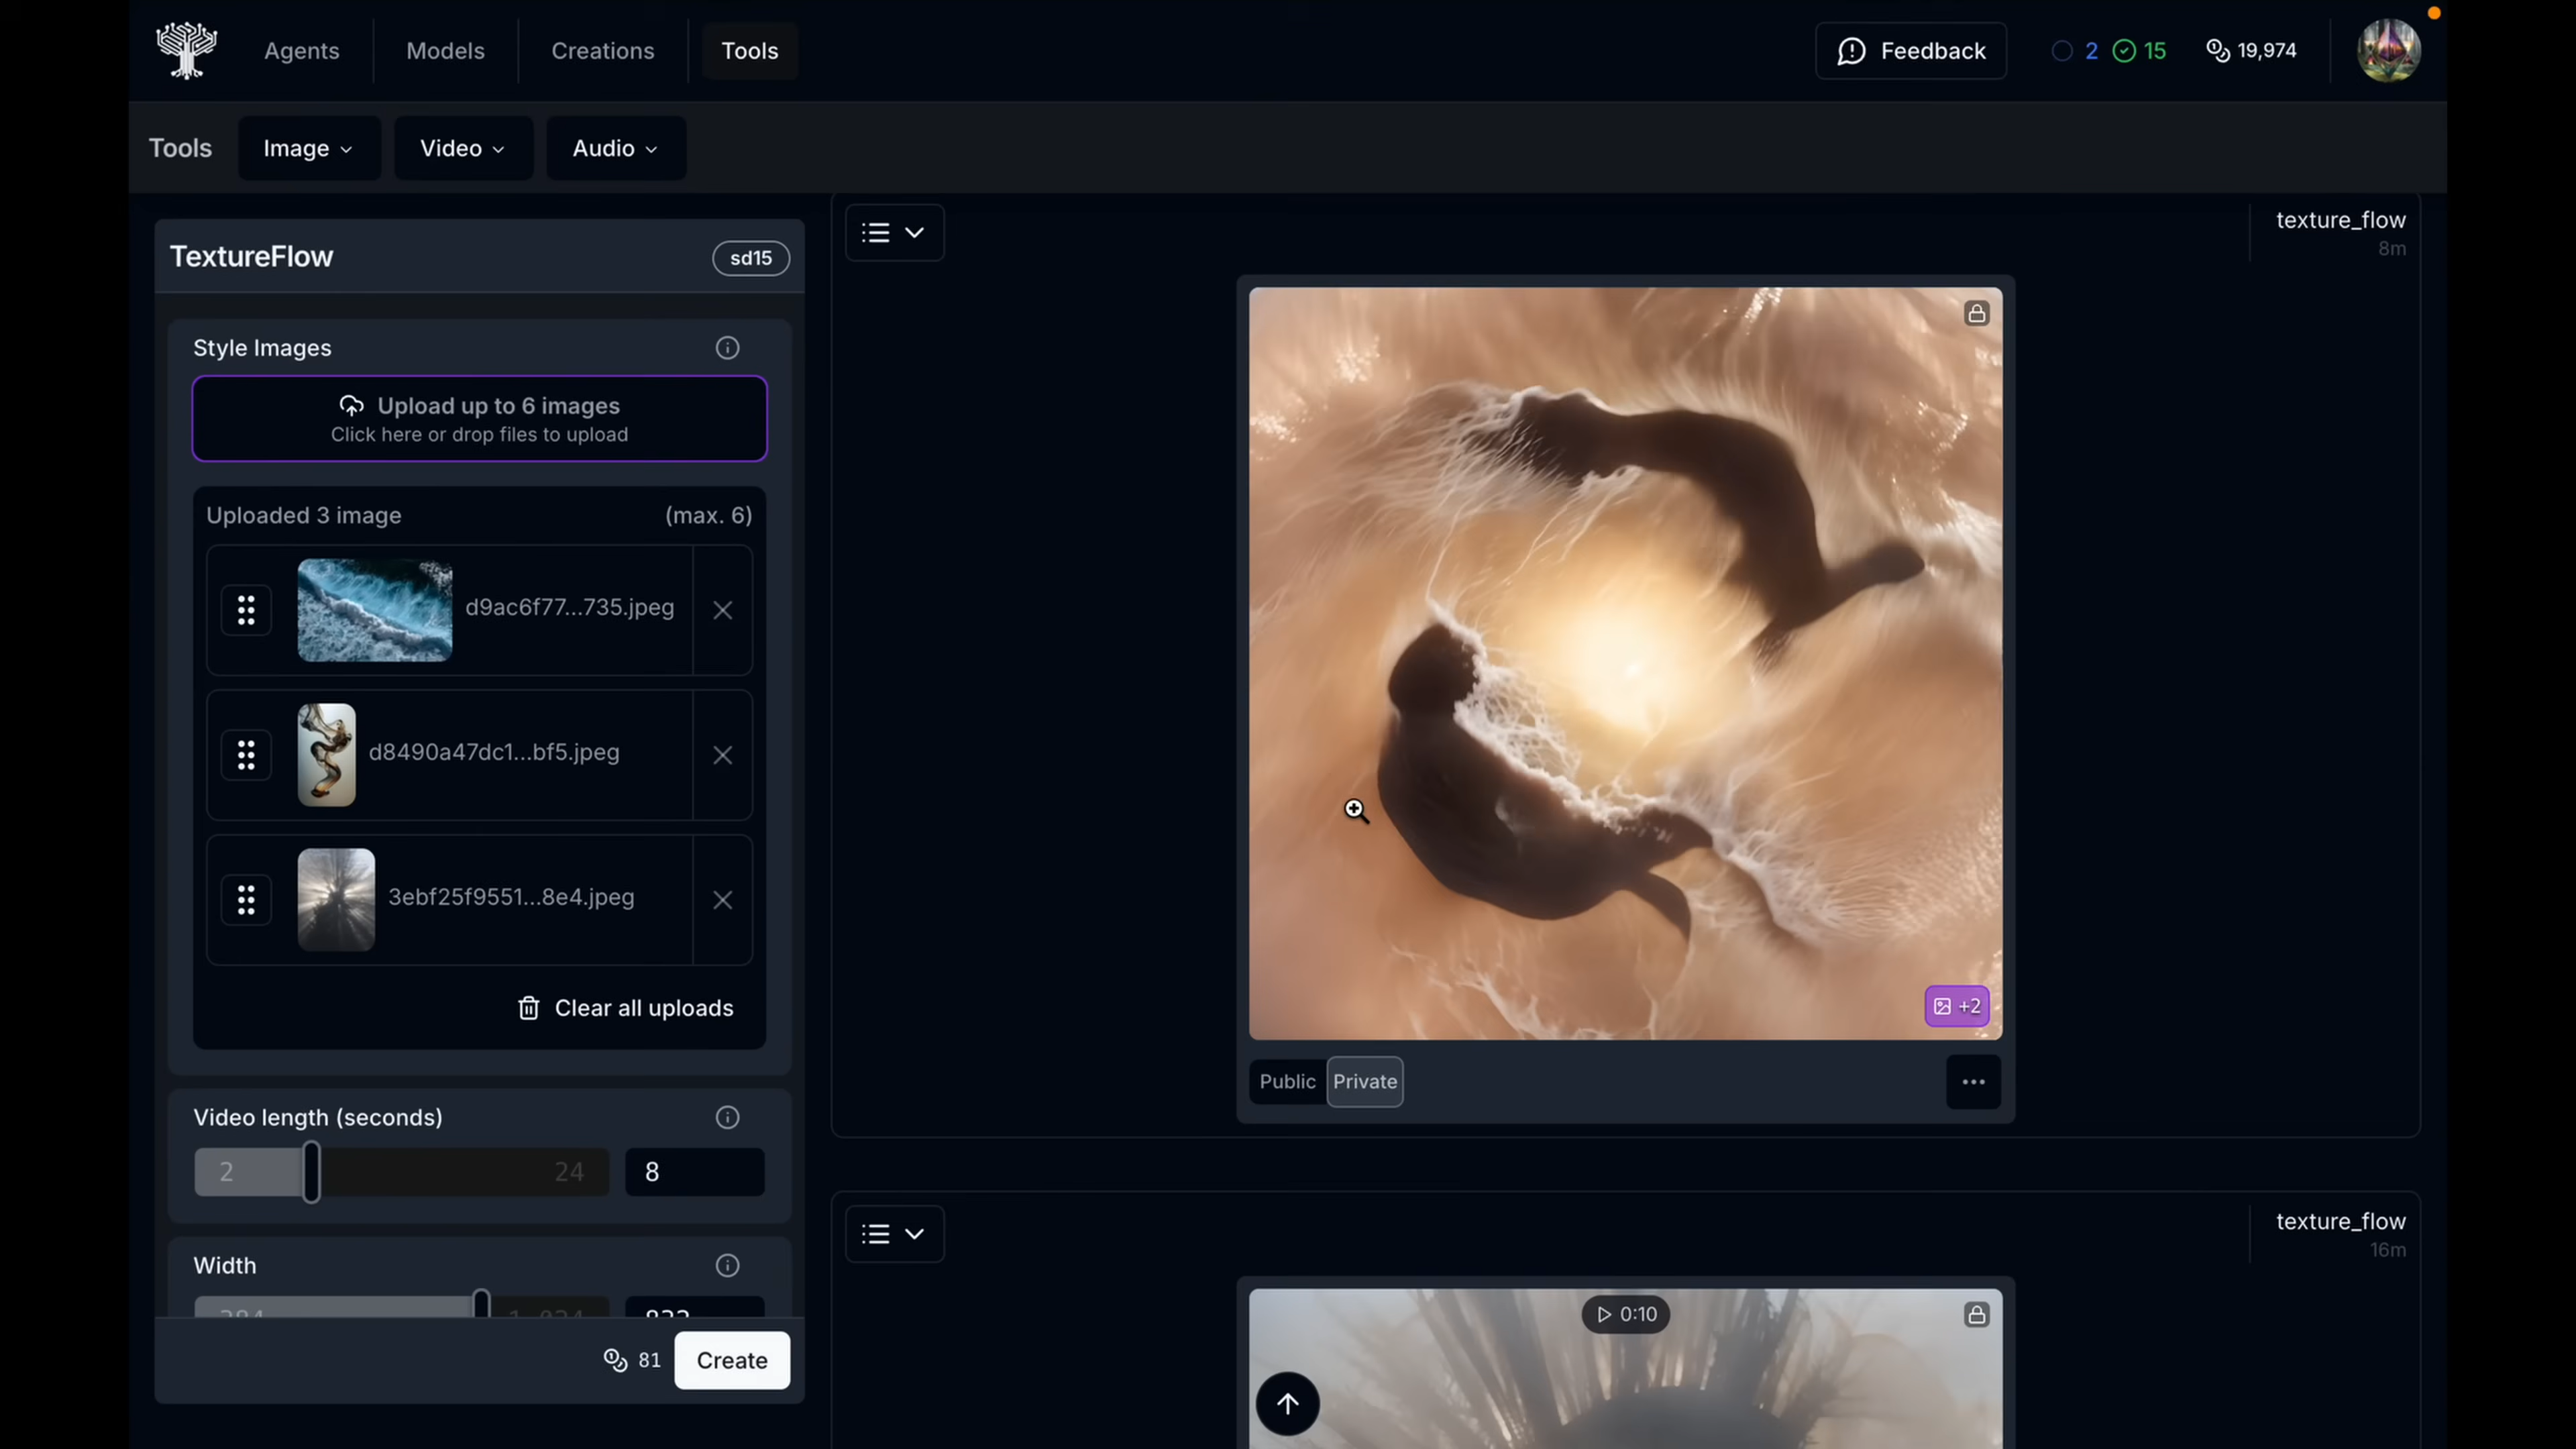 Agents
Models
Creations
Tools
Feedback
2
15
19,974
Tools
Image
Video
Audio
TextureFlow
sd15
Style Images
Upload up to 6 images
Click here or drop files to upload
Uploaded 3 image
(max. 6)
d9ac6f77...735.jpeg
d8490a47dc1...bf5.jpeg
3ebf25f9551...8e4.jpeg
Clear all uploads
Video length (seconds)
2
24
8
Width
81
Create
texture_flow
8m
+2
Public
Private
texture_flow
16m
0:10